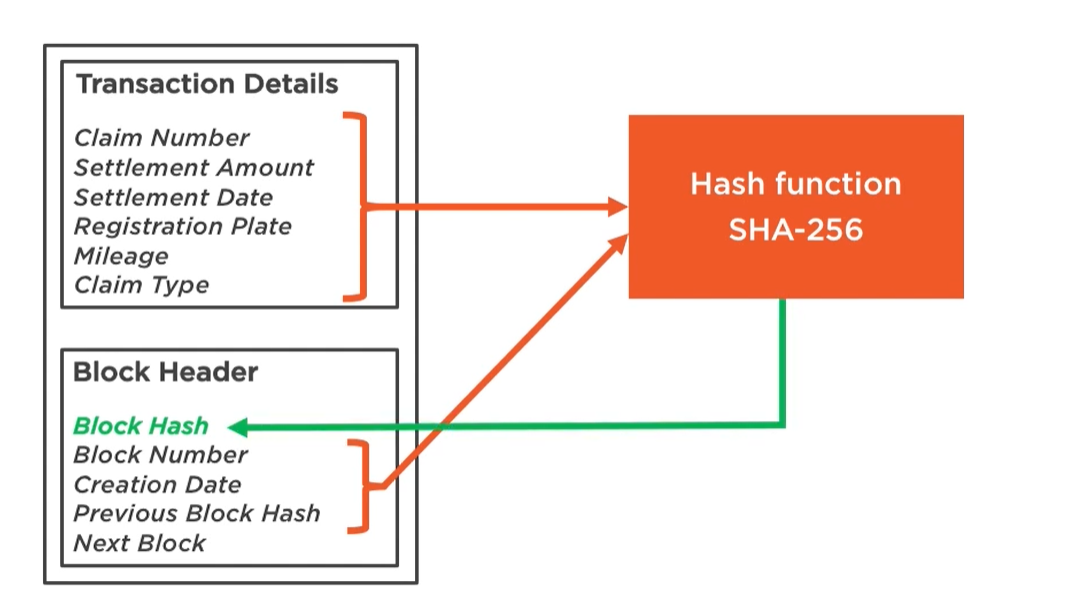 Transaction Details
Claim Number
Settlement Amount
Settlement Date
Registration Plate
Mileage
Claim Type
Block Header
Block Hash
Block Number
Creation Date
Previous Block Hash
Next Block
Hash function
SHA-256